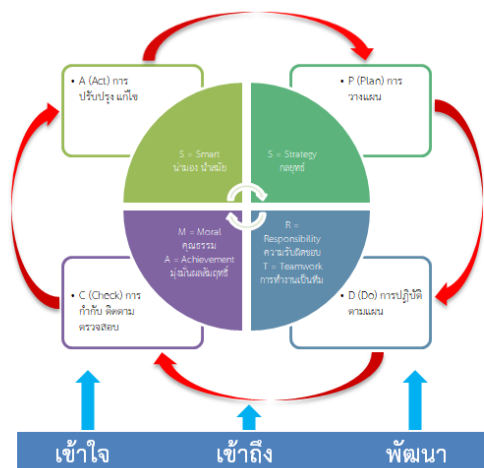 • A (Act) การ
ปรับปรุง แก้ไข
• P (Plan) การ
วางแผน
S = Smart
นำมอง นำสมัย
S = Strategy
กลยุทธ์
M = Moral
คุณธรรม
A = Achievement
มุ่งมั่นผลสัมฤทธิ์
R =
Responsibility
ความรับผิดชอบ
T = Teamwork
การทำงานเป็นทีม
• C (Check) การ
กำกับ ติดตาม
ตรวจสอบ
• D (Do) การปฏิบัติ
ตามแผน
เข้าใจ
เข้าถึง
พัฒนา